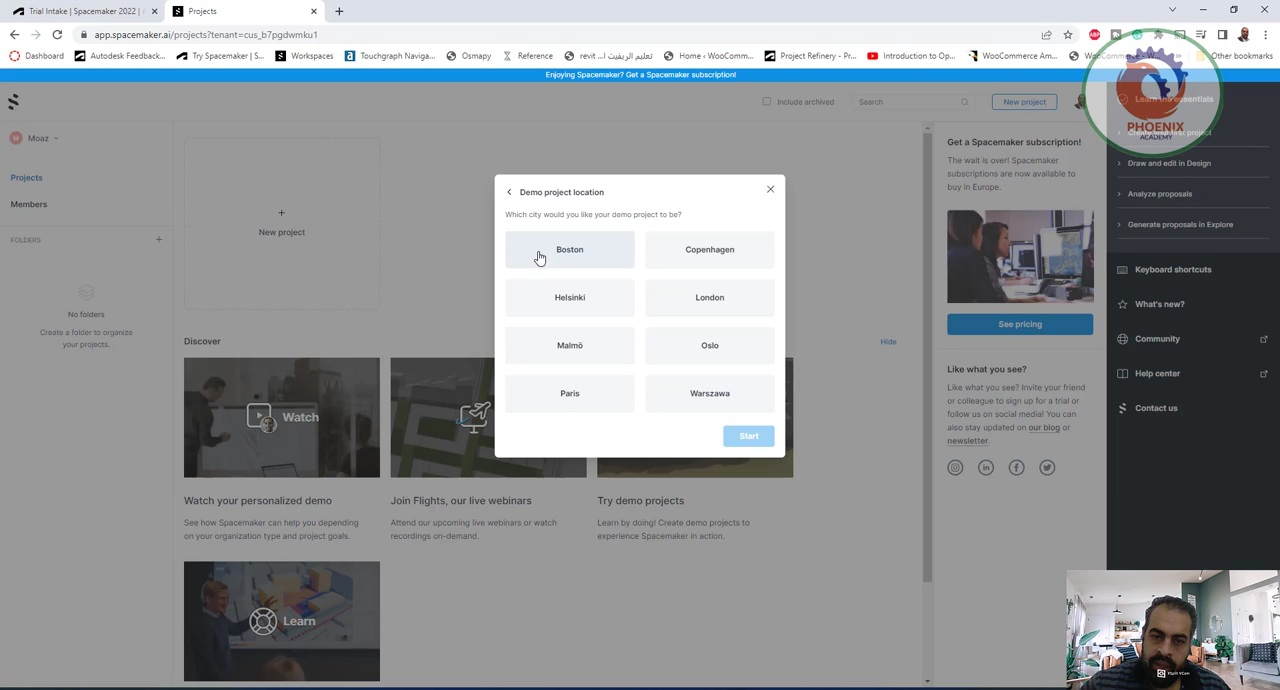 Trial Intake | Spacemaker 2022 | A
Projects
app.spacemaker.ai/projects?tenant=cus_b7pgdwmku1
Dashboard
Autodesk Feedback...
Try Spacemaker | S...
Workspaces
Touchgraph Naviga...
Osmapy
Reference
تعليم الريفيت ا... revit
Home ‹ WooComm...
Project Refinery - Pr...
Introduction to Op...
WooCommerce Am...
Other bookmarks
Enjoying Spacemaker? Get a Spacemaker subscription!
Include archived
Search
New project
Learn the essentials
PHOENIX
ACADEMY
M Moaz
Projects
Members
FOLDERS
No folders
Create a folder to organize
your projects.
New project
Demo project location
Which city would you like your demo project to be?
Boston
Copenhagen
Helsinki
London
Malmö
Oslo
Paris
Warszawa
Start
Discover
Hide
Watch
Watch your personalized demo
See how Spacemaker can help you depending
on your organization type and project goals.
Join Flights, our live webinars
Attend our upcoming live webinars or watch
recordings on-demand.
Try demo projects
Learn by doing! Create demo projects to
experience Spacemaker in action.
Learn
Get a Spacemaker subscription!
The wait is over! Spacemaker
subscriptions are now available to
buy in Europe.
See pricing
Like what you see?
Like what you see? Invite your friend
or colleague to sign up for a trial or
follow us on social media! You can
also stay updated on our blog or
newsletter.
Draw and edit in Design
Analyze proposals
Generate proposals in Explore
Keyboard shortcuts
What's new?
Community
Help center
Contact us
XSplit VCam